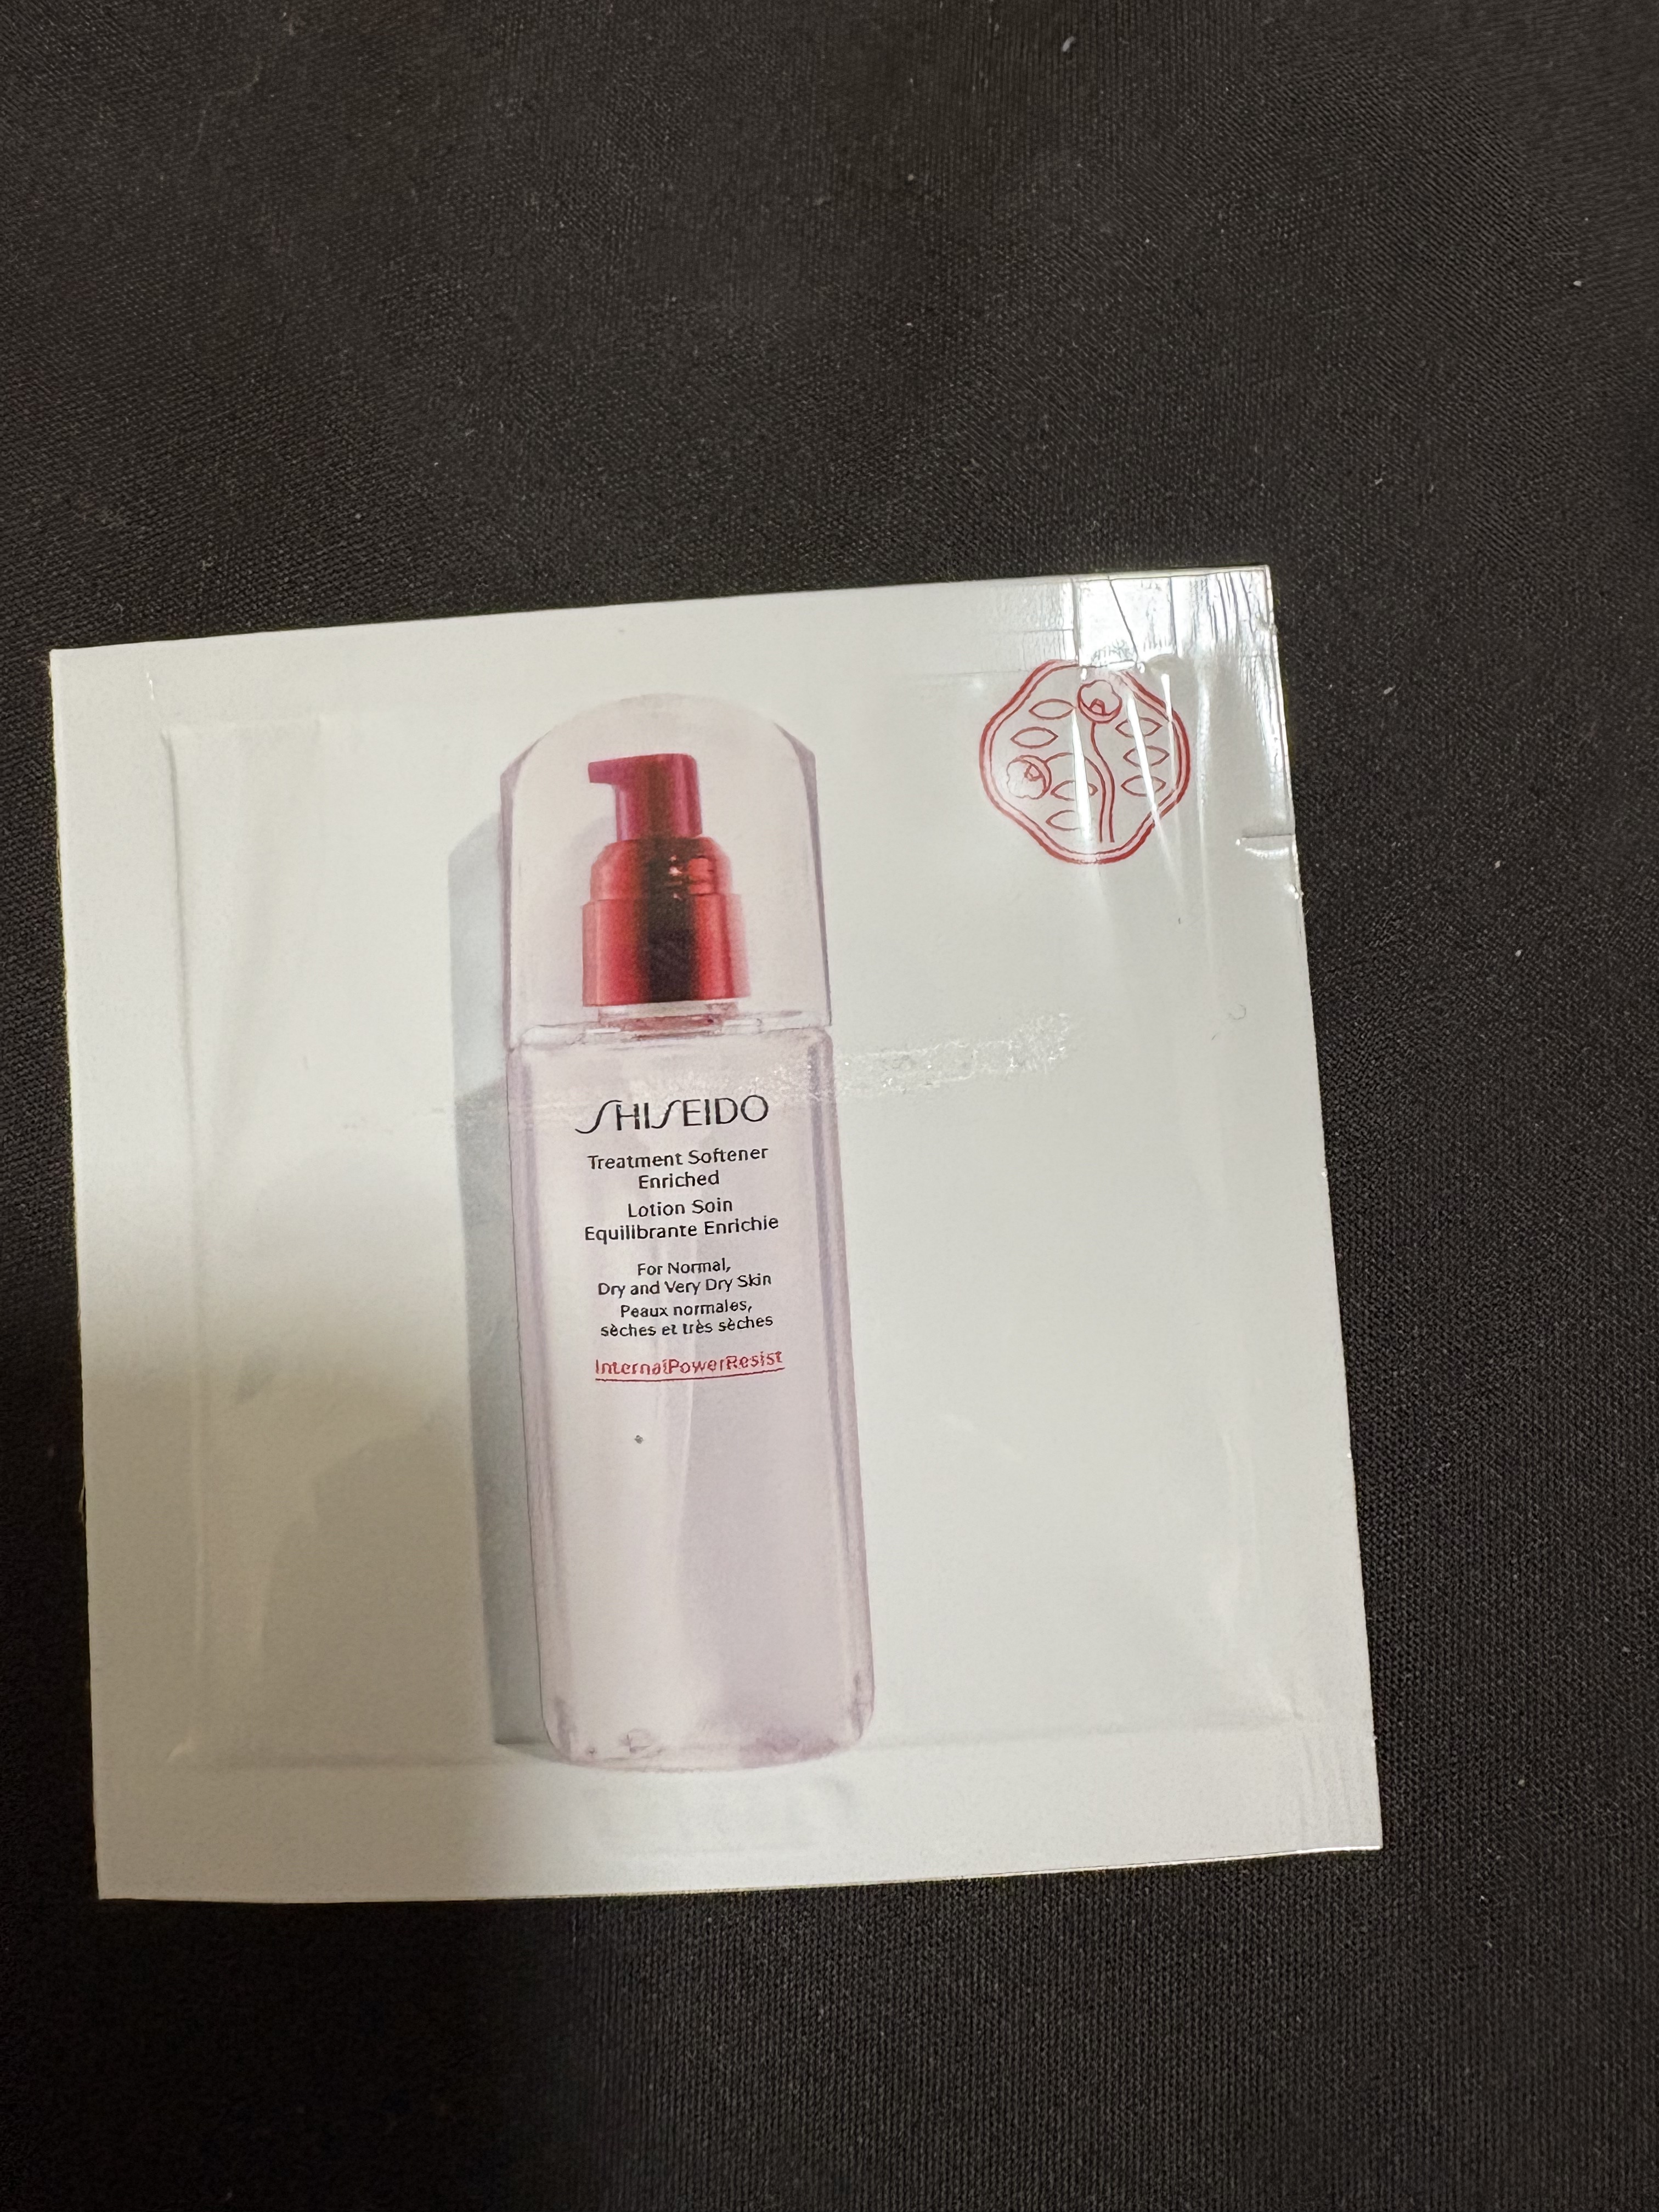 SHISEIDO
Treatment Softener
Enriched
Lotion Soin
Equilibrante Enrichie
For Normal,
Dry and Very Dry Skin
Peaux normales,
sèches et très sèches
InternalPowerResist